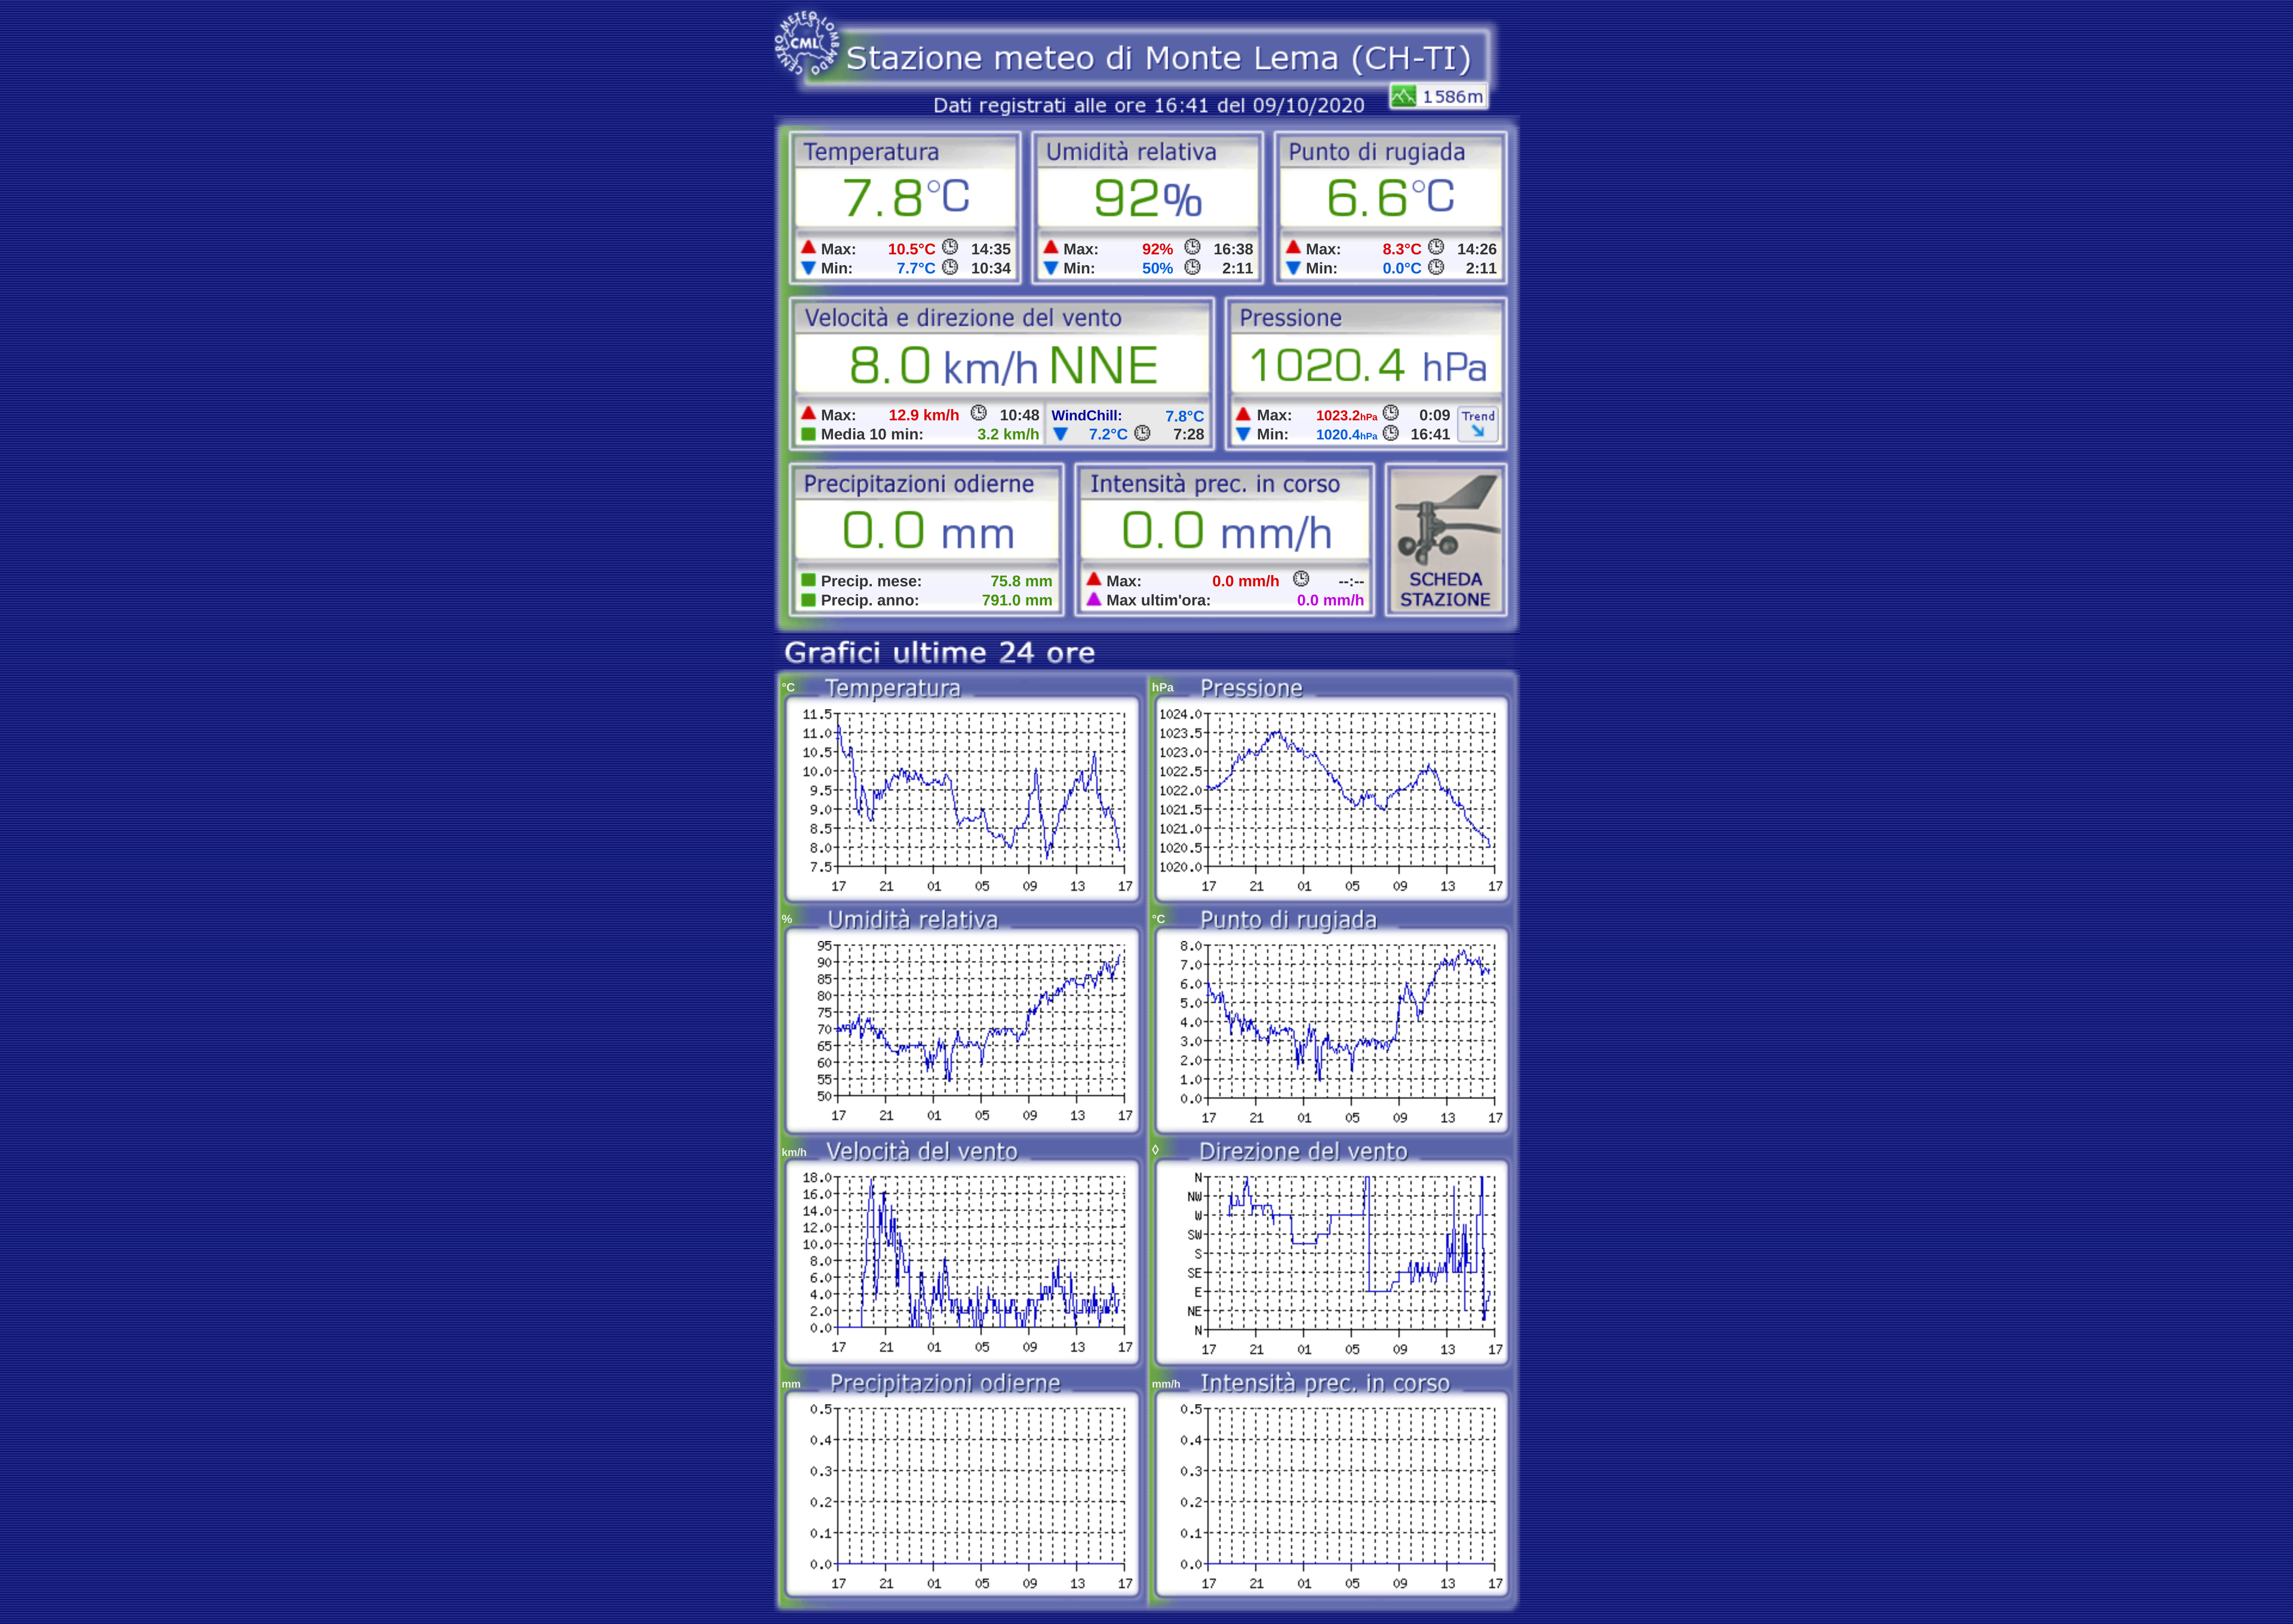 CENTRO METEO LOMBARDO
CML
Stazione meteo di Monte Lema (CH-TI)
Dati registrati alle ore 16:41 del 09/10/2020
1586m
Temperatura
7.8°C
Max: 10.5°C 14:35
Min: 7.7°C 10:34
Umidità relativa
92%
Max: 92% 16:38
Min: 50% 2:11
Punto di rugiada
6.6°C
Max: 8.3°C 14:26
Min: 0.0°C 2:11
Velocità e direzione del vento
8.0 km/h NNE
Max: 12.9 km/h 10:48
Media 10 min: 3.2 km/h
WindChill: 7.8°C
7.2°C 7:28
Pressione
1020.4 hPa
Max: 1023.2hPa 0:09
Min: 1020.4hPa 16:41
Trend
Precipitazioni odierne
0.0 mm
Precip. mese: 75.8 mm
Precip. anno: 791.0 mm
Intensità prec. in corso
0.0 mm/h
Max: 0.0 mm/h --:--
Max ultim'ora: 0.0 mm/h
SCHEDA
STAZIONE
Grafici ultime 24 ore
°C Temperatura
11.5
11.0
10.5
10.0
9.5
9.0
8.5
8.0
7.5
17 21 01 05 09 13 17
hPa Pressione
1024.0
1023.5
1023.0
1022.5
1022.0
1021.5
1021.0
1020.5
1020.0
17 21 01 05 09 13 17
% Umidità relativa
95
90
85
80
75
70
65
60
55
50
17 21 01 05 09 13 17
°C Punto di rugiada
8.0
7.0
6.0
5.0
4.0
3.0
2.0
1.0
0.0
17 21 01 05 09 13 17
km/h Velocità del vento
18.0
16.0
14.0
12.0
10.0
8.0
6.0
4.0
2.0
0.0
17 21 01 05 09 13 17
◊ Direzione del vento
N
NW
W
SW
S
SE
E
NE
N
17 21 01 05 09 13 17
mm Precipitazioni odierne
0.5
0.4
0.3
0.2
0.1
0.0
17 21 01 05 09 13 17
mm/h Intensità prec. in corso
0.5
0.4
0.3
0.2
0.1
0.0
17 21 01 05 09 13 17